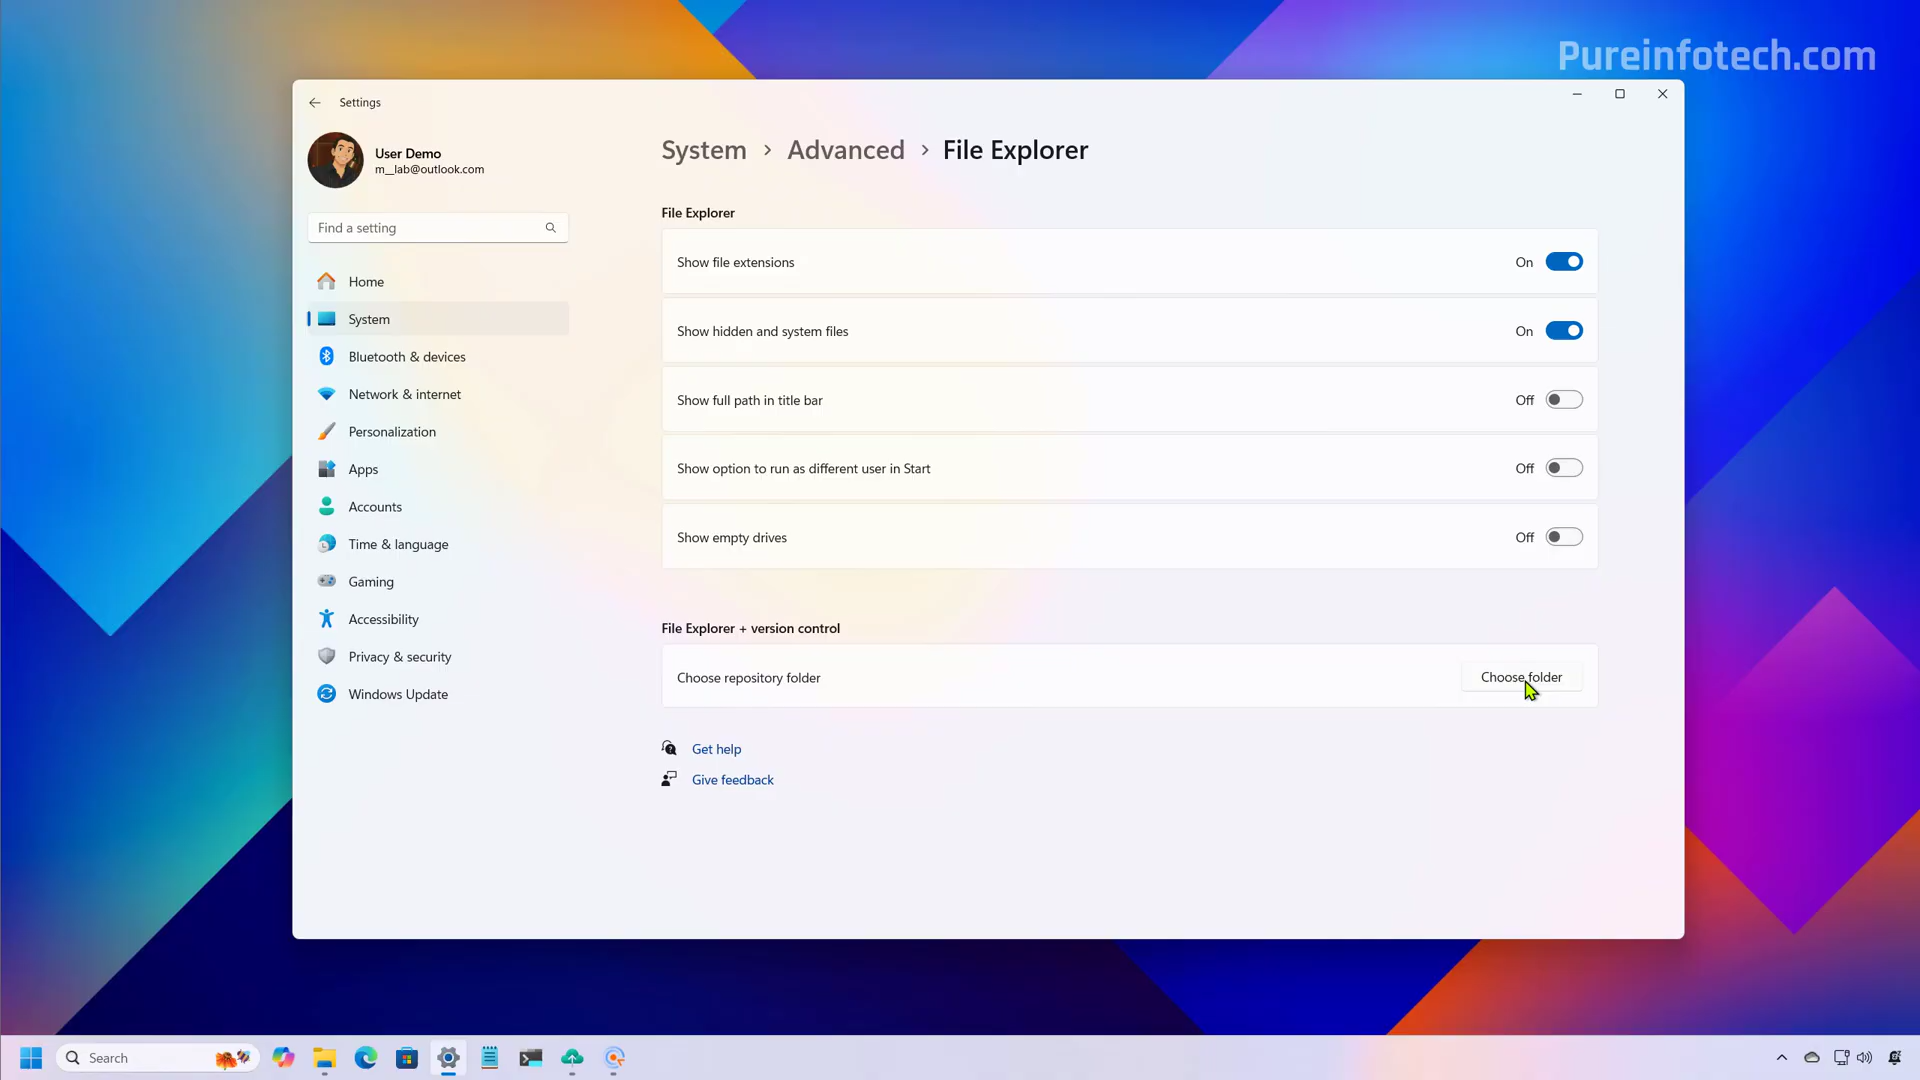 Pureinfotech.com
Settings
User Demo
m__lab@outlook.com
Find a setting
Home
System
Bluetooth & devices
Network & internet
Personalization
Apps
Accounts
Time & language
Gaming
Accessibility
Privacy & security
Windows Update
System > Advanced > File Explorer
File Explorer
Show file extensions On
Show hidden and system files On
Show full path in title bar Off
Show option to run as different user in Start Off
Show empty drives Off
File Explorer + version control
Choose repository folder Choose folder
Get help
Give feedback
Search